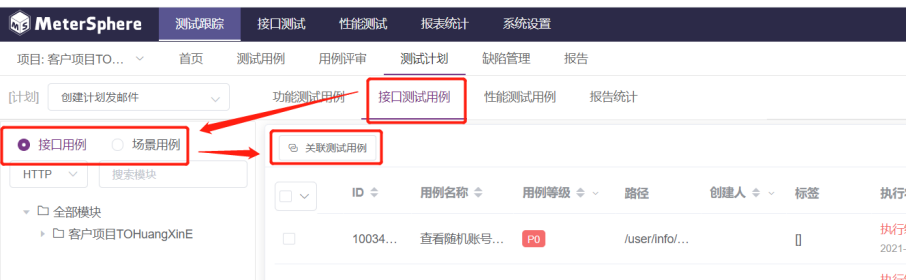 MeterSphere 测试跟踪 接口测试 性能测试 报表统计 系统设置
项目: 客户项目TO... 首页 测试用例 用例评审 测试计划 缺陷管理 报告
[计划] 创建计划发邮件 功能测试用例 接口测试用例 性能测试用例 报告统计
接口用例 场景用例 关联测试用例
HTTP 搜索模块
ID 用例名称 用例等级 路径 创建人 标签 执行
全部模块
客户项目TOHuangXinE
10034... 查看随机账号... P0 /user/info/... []
2021-